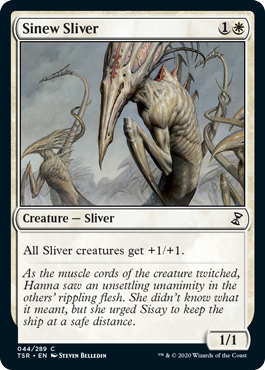 Sinew Sliver 1
Creature — Sliver
All Sliver creatures get +1/+1.
As the muscle cords of the creature twitched,
Hanna saw an unsettling unanimity in
the others' rippling flesh. She didn't know what
it meant, but she urged Sisay to keep the
ship at a safe distance.
1/1
044/289 C
TSR • EN Steven Belledin
™ & © 2020 Wizards of the Coast